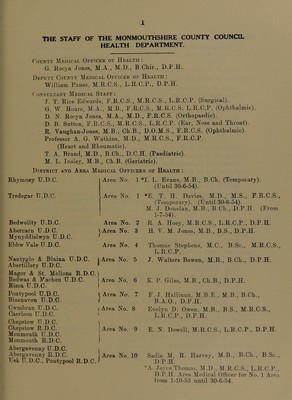 1
THE STAFF OF THE MONMOUTHSHIRE COUNTY COUNCIL
HEALTH DEPARTMENT.
County Medical Officer of Health:
G. Rocyn Jones, M.A., M.D., B.Chir., D.P.H.
Deputy County Medical Officer of Health:
William Panes, M.R.C.S., L.R.C.P., D.P.H.
Consultant Medical Staff:
J. T. Rice Edwards, F.R.C.S., M.R.C.S., L.R.C.P. (Surgical).
G. W. Hoare, M.A., M.B., F.R.C.S., M.R.C.S., L.R.C.P. (Ophthalmic).
D. N. Rocyn Jones, M.A., M.D., F.R.C.S. (Orthopaedic).
D. B. Sutton, F.R.C.S., M.R.C.S., L.R.C.P. (Ear, Nose and Throat).
R. Vaughan-Jones, M.B., Ch.B., D.O.M.S., F.R.C.S. (Ophthalmic).
Professor A. G. Watkins, M.D., M.R.C.S., F.R.C.P.
(Heart and Rheumatic).
T. A. Brand, M.D., B.Ch., D.C.H. (Paediatric).
M. L. Insley, M.B., Ch.B. (Geriatric).
District and Area Medical Officers of Health:
Rhymney U.D.C. Area No. 1 *E. L. Evans, M.B., B.Ch. (Temporary).
(Until 30-6-54).
Tredegar U.D.C. Area No. 1 *E. T. H. Davies, M.D., M.S., F.R.C.S.,
(Temporary). (Until 30-6-54).
M. J. Donelan, M.B., B.Ch., D.P.H. (From
1-7-54).
Bedwellty U.D.C. Area No. 2 R. A. Hoey, M.R.C.S., L.R.C.P., D.P.H.
Abercarn U.D.C. Area No. 3 H. V. M. Jones, M.B., B.S., D.P.H.
Mynyddislwyn U.D.C.
Ebbw Vale U.D.C. Area No. 4 Thomas Stephens, M.C., B.Sc., M.R.C.S.,
L.R.C.P.
Nantyglo & Blaina U.D.C. Area No. 5 J. Walters Bowen, M.B., B.Ch., D.P.H.
Abertillery U.D.C.
Magor & St. Mellons R.D.C.
Bedwas & Machen U.D.C. Area No. 6 K. P. Giles, M.B., Ch.B., D.P.H.
Risca U.D.C.
Pontypool U.D.C. Area No. 7 F. J. Hallinan, M.B.E., M.B., B.Ch.,
Blaenavon U.D.C. B.A.O., D.P.H.
Cwmbran U.D.C. Area No. 8 Evelyn D. Owen, M.B., B.S., M.R.C.S.,
Caerleon U.D.C. L.R.C.P., D.P.H.
Chepstow U.D.C.
Chepstow R.D.C. Area No. 9 E. N. Dowell, M.R.C.S., L.R.C.P., D.P.H.
Monmouth U.D.C.
Monmouth R.D.C.
Abergavenny U.D.C.
Abergavenny R.D.C. Area No. 10 Sadie M. R. Harvey, M.B., B.Ch., B.Sc.,
Usk U.D.C., Pontypool R.D.C. D.P.H.
*A. Joyce Thomas, M.D., M.R.C.S., L.R.C.P.,
D.P.H. Area Medical Officer for No. 1 Area
from 1-10-53 until 30-6-54.